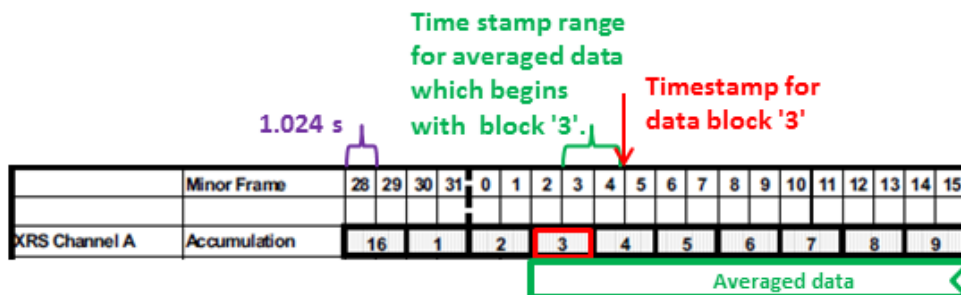 Time stamp range
for averaged data
which begins
with block '3'.
Timestamp for
data block '3'
1.024 s
Minor Frame 28 29 30 31 0 1 2 3 4 5 6 7 8 9 10 11 12 13 14 15
XRS Channel A Accumulation 16 1 2 3 4 5 6 7 8 9
Averaged data